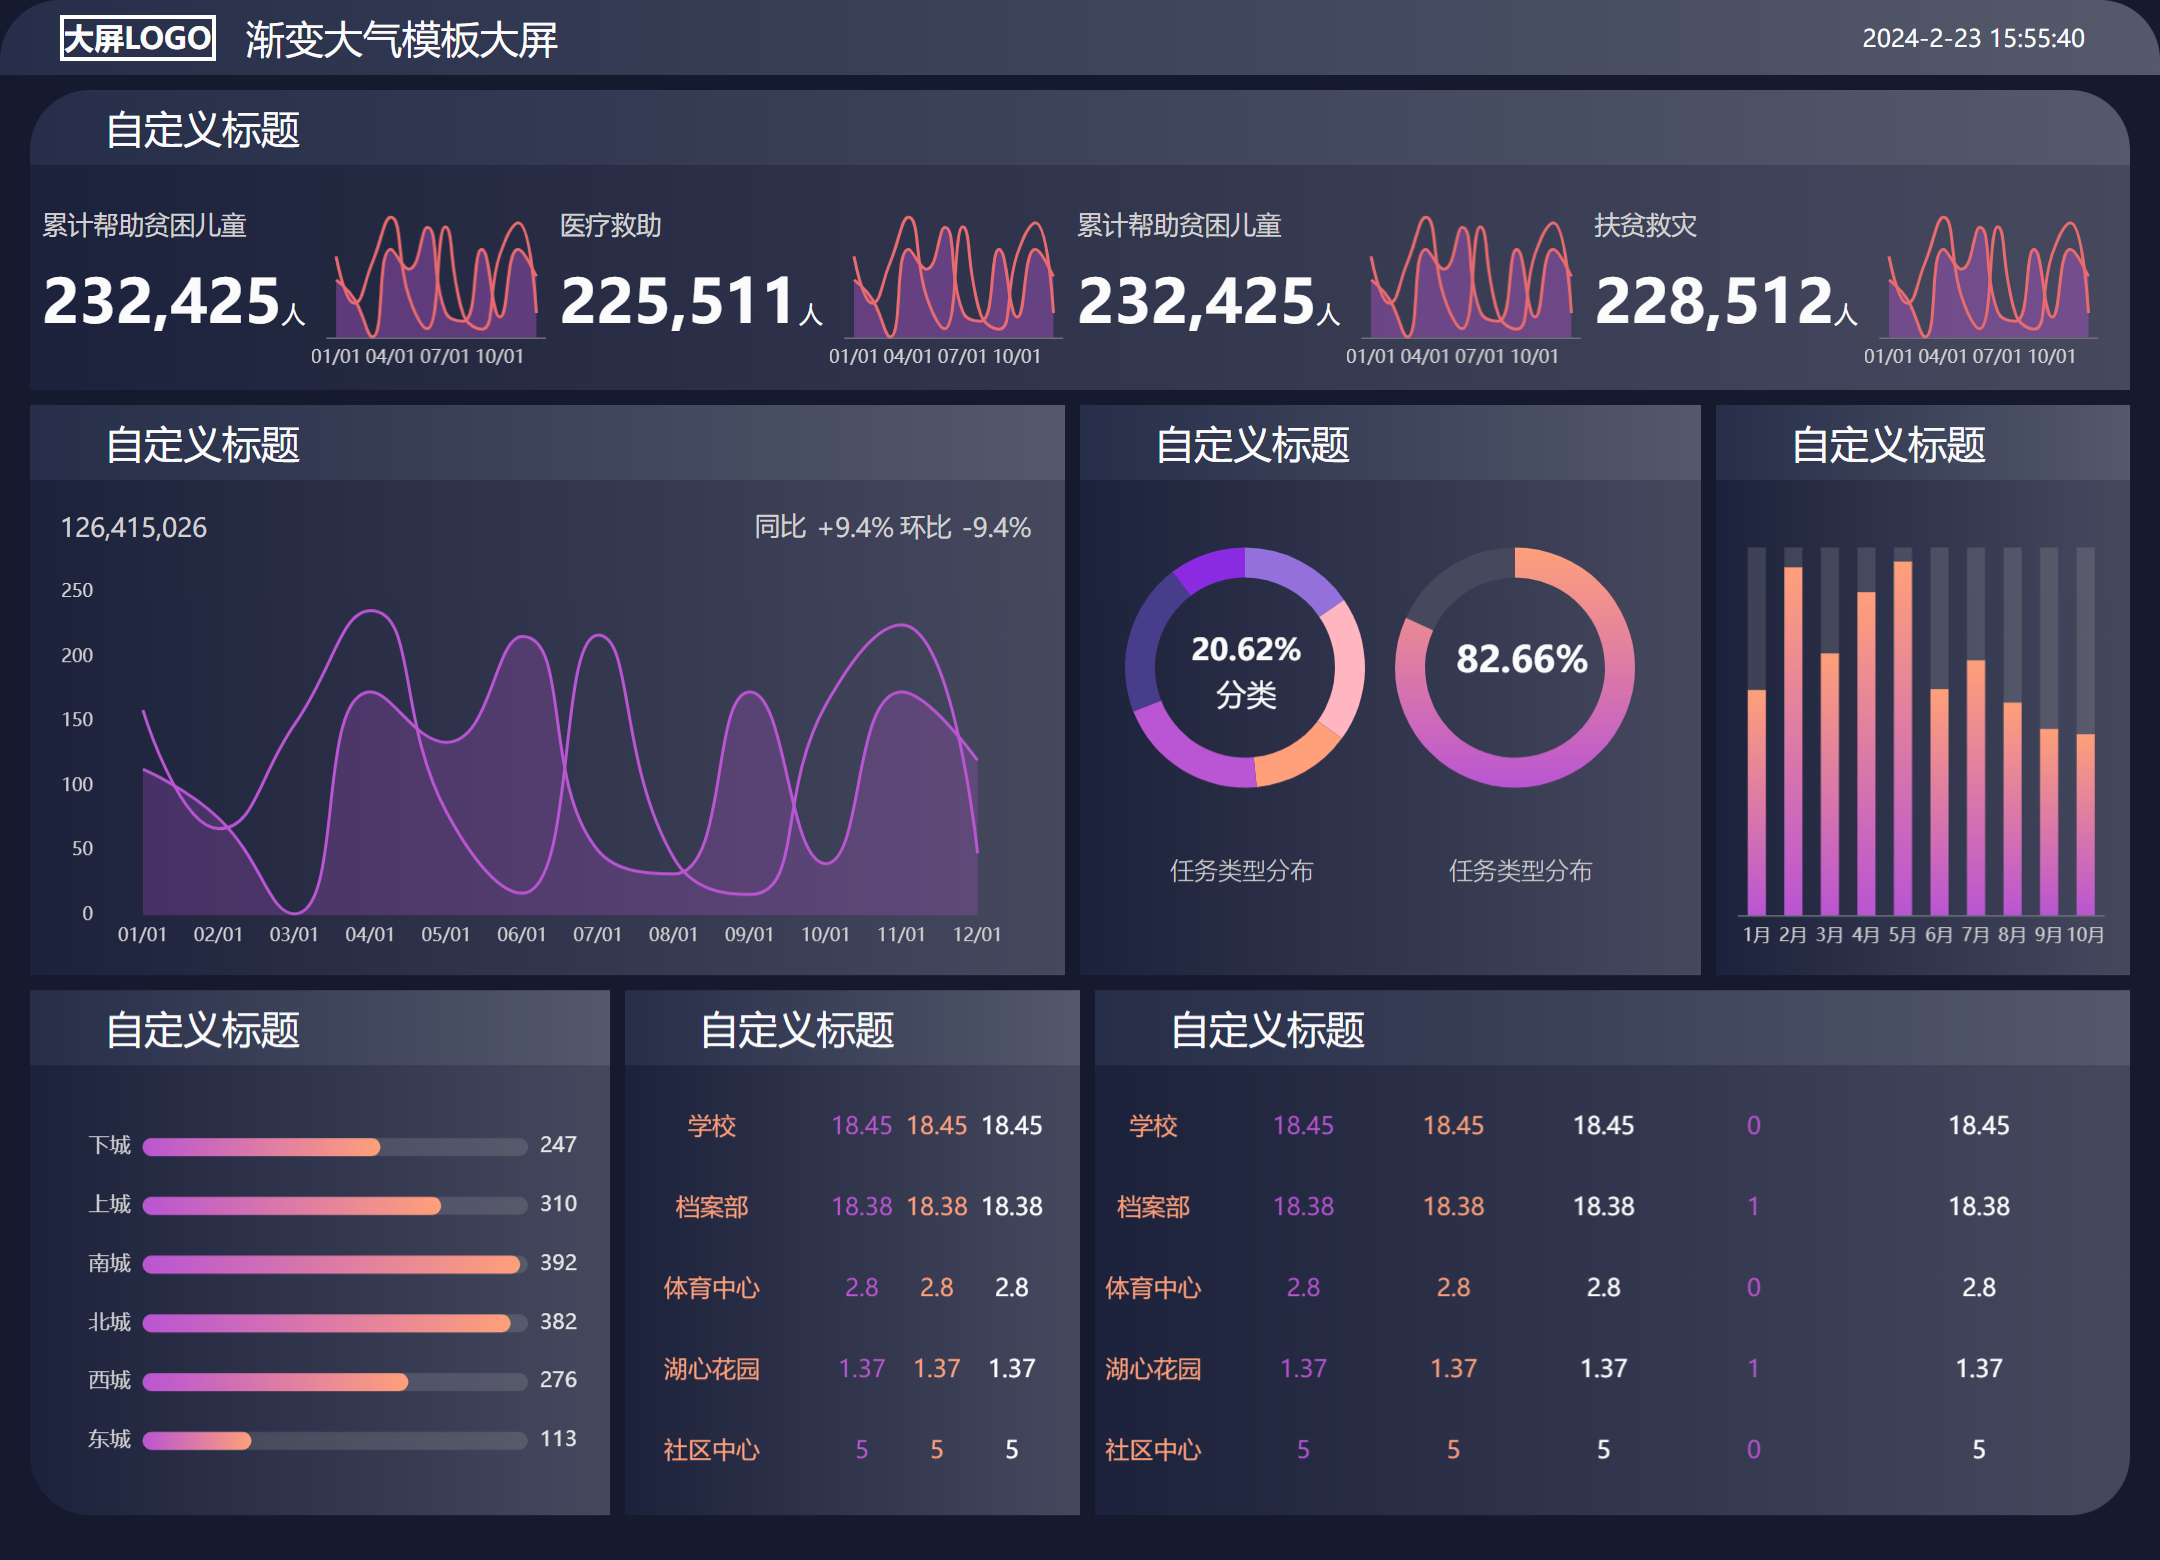 大屏LOGO 渐变大气模板大屏 2024-2-23 15:55:40
自定义标题
累计帮助贫困儿童
232,425人
01/01 04/01 07/01 10/01
医疗救助
225,511人
01/01 04/01 07/01 10/01
累计帮助贫困儿童
232,425人
01/01 04/01 07/01 10/01
扶贫救灾
228,512人
01/01 04/01 07/01 10/01
自定义标题
126,415,026 同比 +9.4% 环比 -9.4%
250
200
150
100
50
0
01/01 02/01 03/01 04/01 05/01 06/01 07/01 08/01 09/01 10/01 11/01 12/01
自定义标题
20.62%
分类
82.66%
任务类型分布 任务类型分布
自定义标题
1月 2月 3月 4月 5月 6月 7月 8月 9月 10月
自定义标题
下城 247
上城 310
南城 392
北城 382
西城 276
东城 113
自定义标题
学校 18.45 18.45 18.45
档案部 18.38 18.38 18.38
体育中心 2.8 2.8 2.8
湖心花园 1.37 1.37 1.37
社区中心 5 5 5
自定义标题
学校 18.45 18.45 18.45 0 18.45
档案部 18.38 18.38 18.38 1 18.38
体育中心 2.8 2.8 2.8 0 2.8
湖心花园 1.37 1.37 1.37 1 1.37
社区中心 5 5 5 0 5